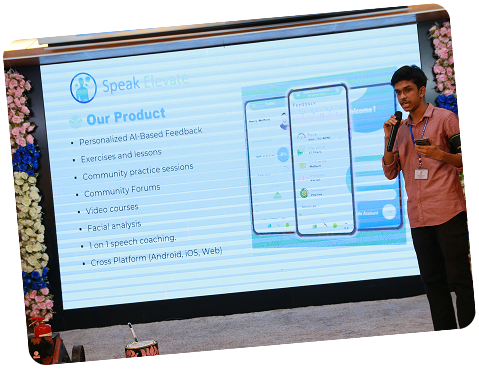 Speak Elevate
Our Product
• Personalized AI-Based Feedback
• Exercises and lessons
• Community practice sessions
• Community Forums
• Video courses
• Facial analysis
• 1 on 1 speech coaching.
• Cross Platform (Android, iOS, Web)
Feedback